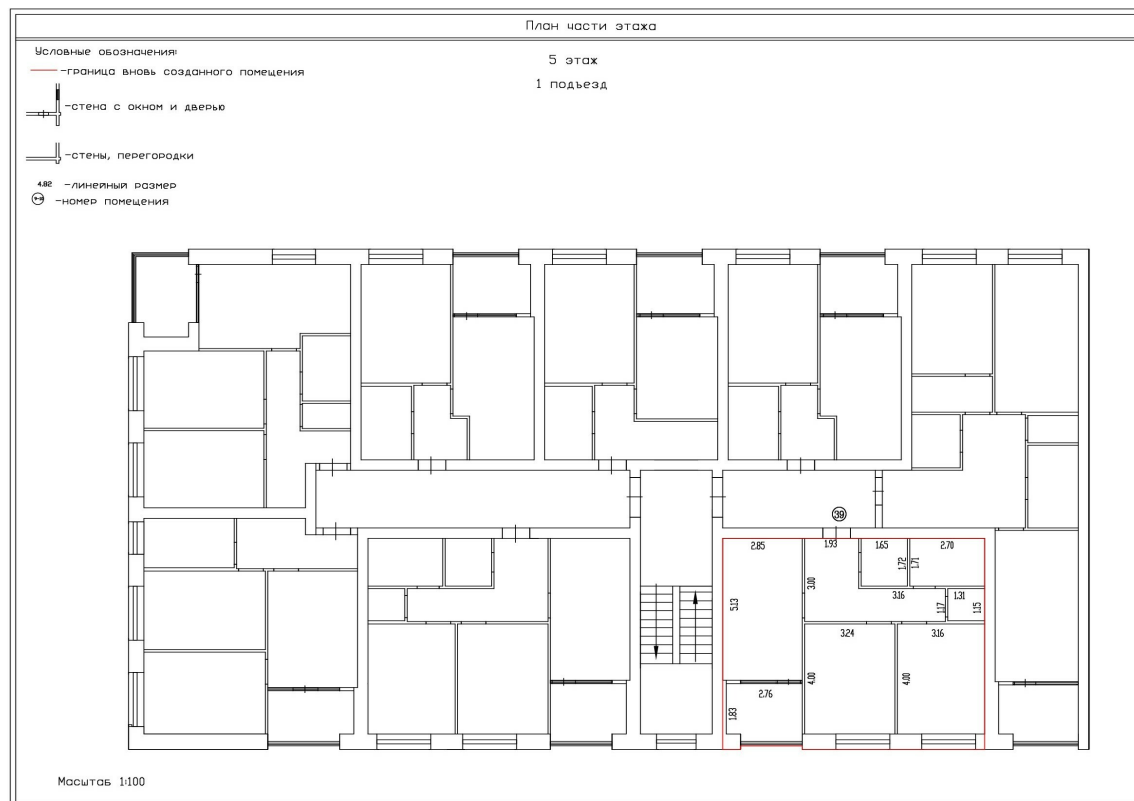 План части этажа
Условные обозначения:
-граница вновь созданного помещения
-стена с окном и дверью
-стены, перегородки
4.82 -линейный размер
-номер помещения
5 этаж
1 подъезд
39
2.85 1.93 1.65 2.70
1.72 1.71
3.00
5.13
3.16 1.31
1.17 1.15
3.24 3.16
4.00 4.00
2.76
1.83
Масштаб 1:100